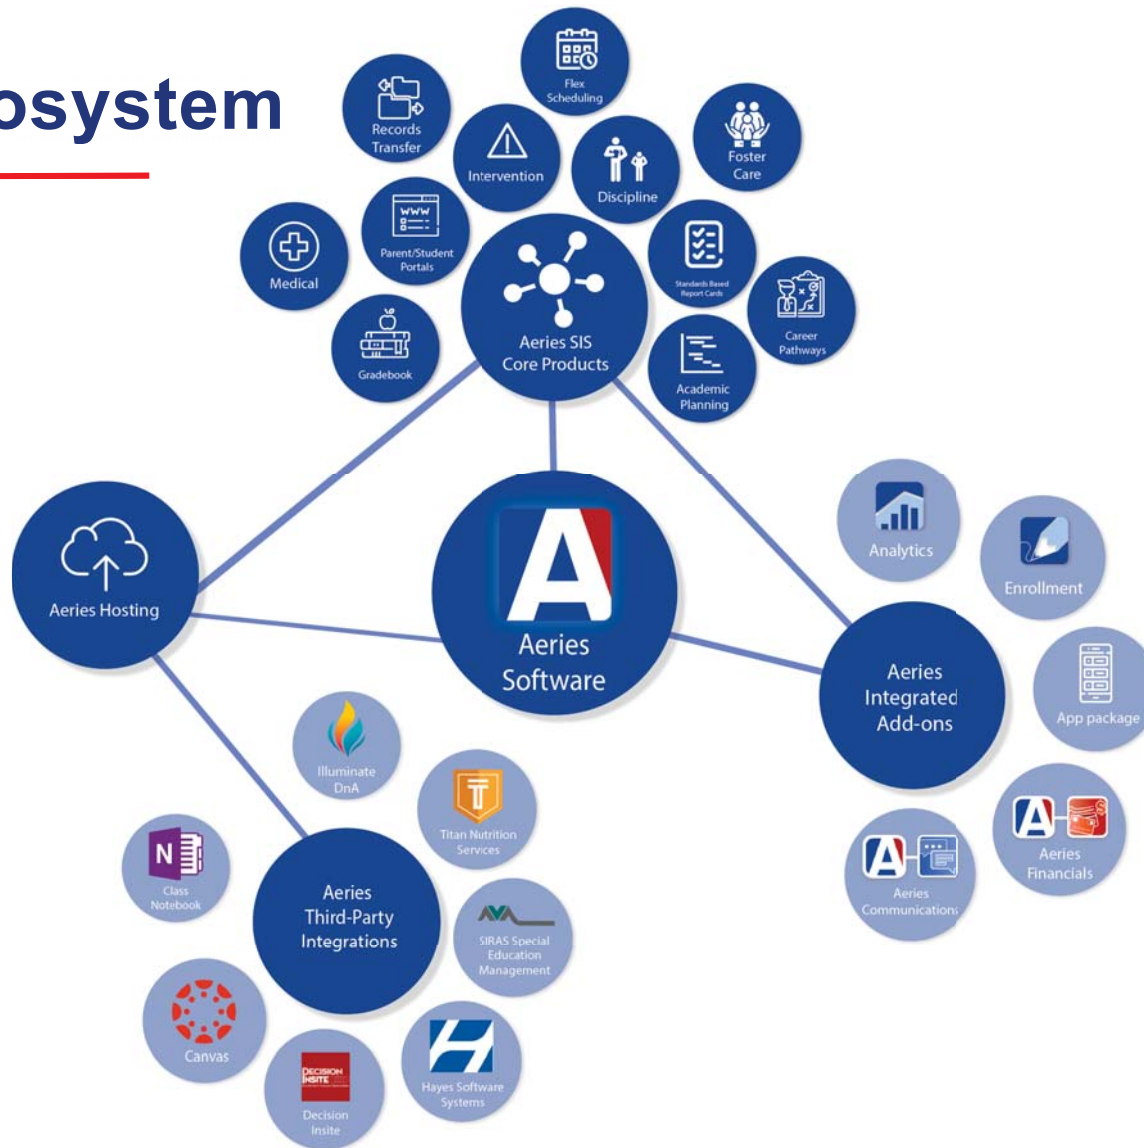 osystem
Flex
Scheduling
Records
Transfer
Intervention
Discipline
Foster
Care
WWW
Parent/Student
Portals
Medical
Standards Based
Report Cards
Gradebook
Aeries SIS
Core Products
Career
Pathways
Academic
Planning
Analytics
Enrollment
Aeries Hosting
A
Aeries
Software
Aeries
Integrated
Add-ons
App package
Illuminate
DnA
T
Titan Nutrition
Services
N
Class
Notebook
Aeries
Third-Party
Integrations
SIRAS Special
Education
Management
A
Aeries
Financials
A
Aeries
Communications
Canvas
DECISION
INSITE
Decision
Insite
H
Hayes Software
Systems